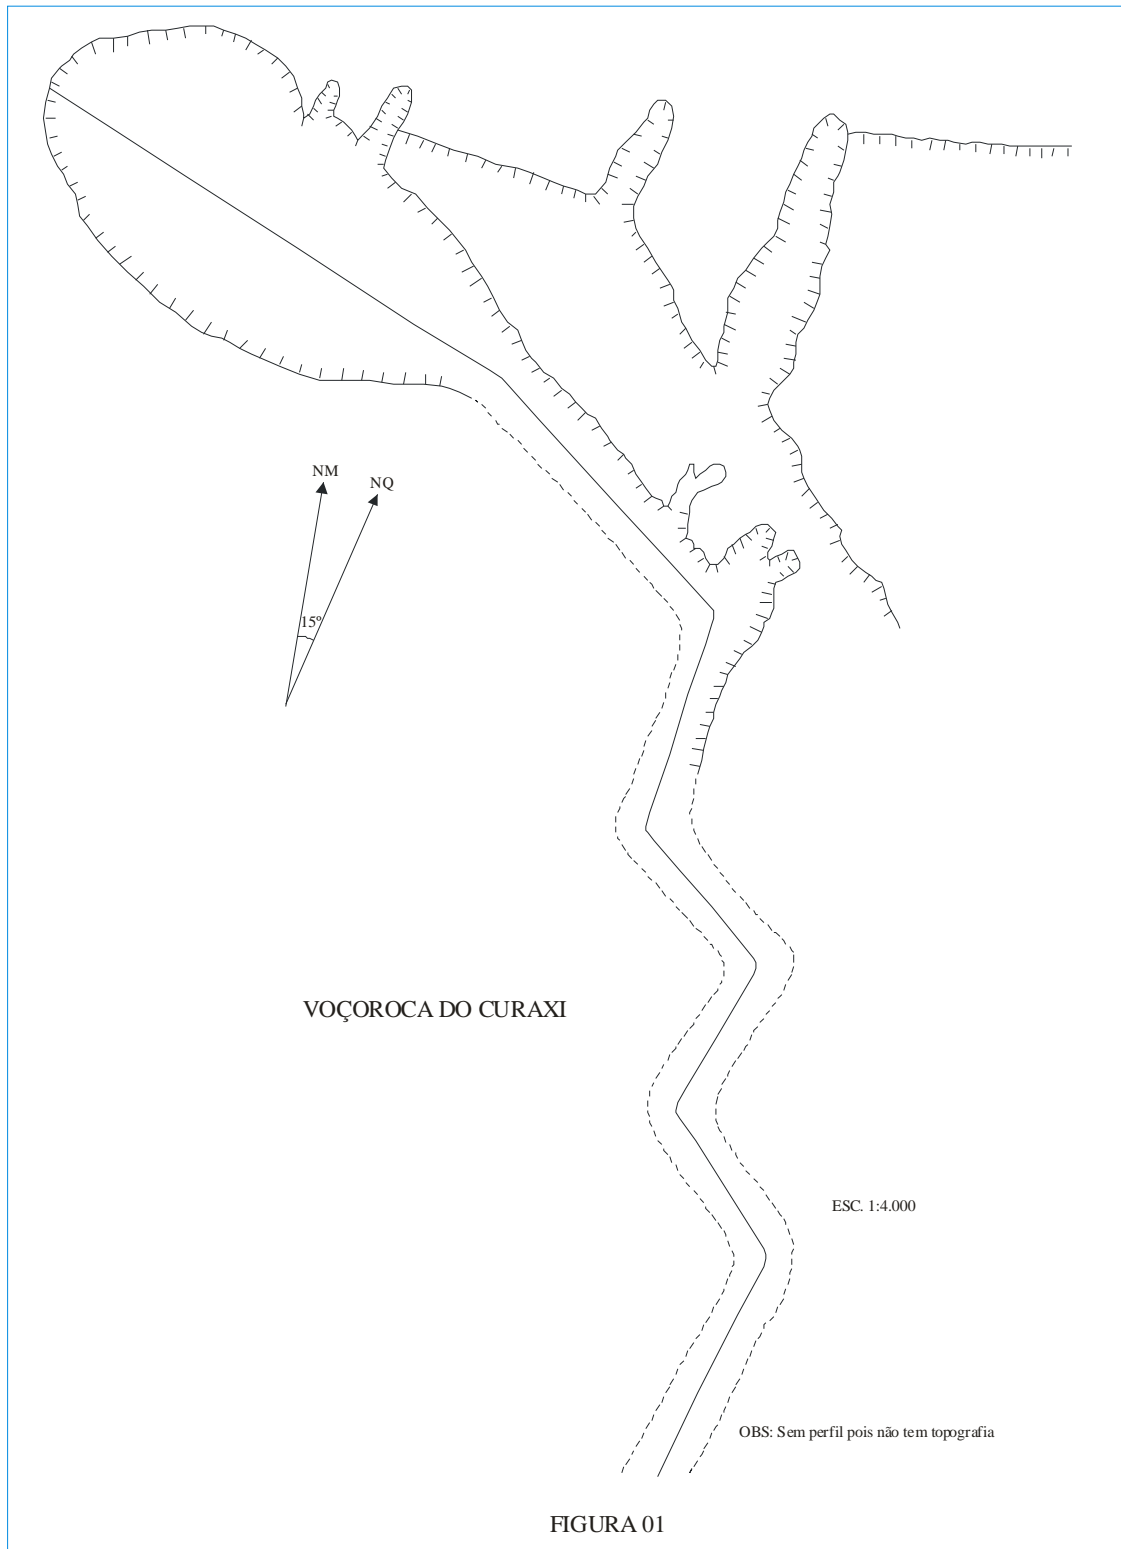 NM
NQ
15º
VOÇOROCA DO CURAXI
ESC. 1:4.000
OBS: Sem perfil pois não tem topografia
FIGURA 01